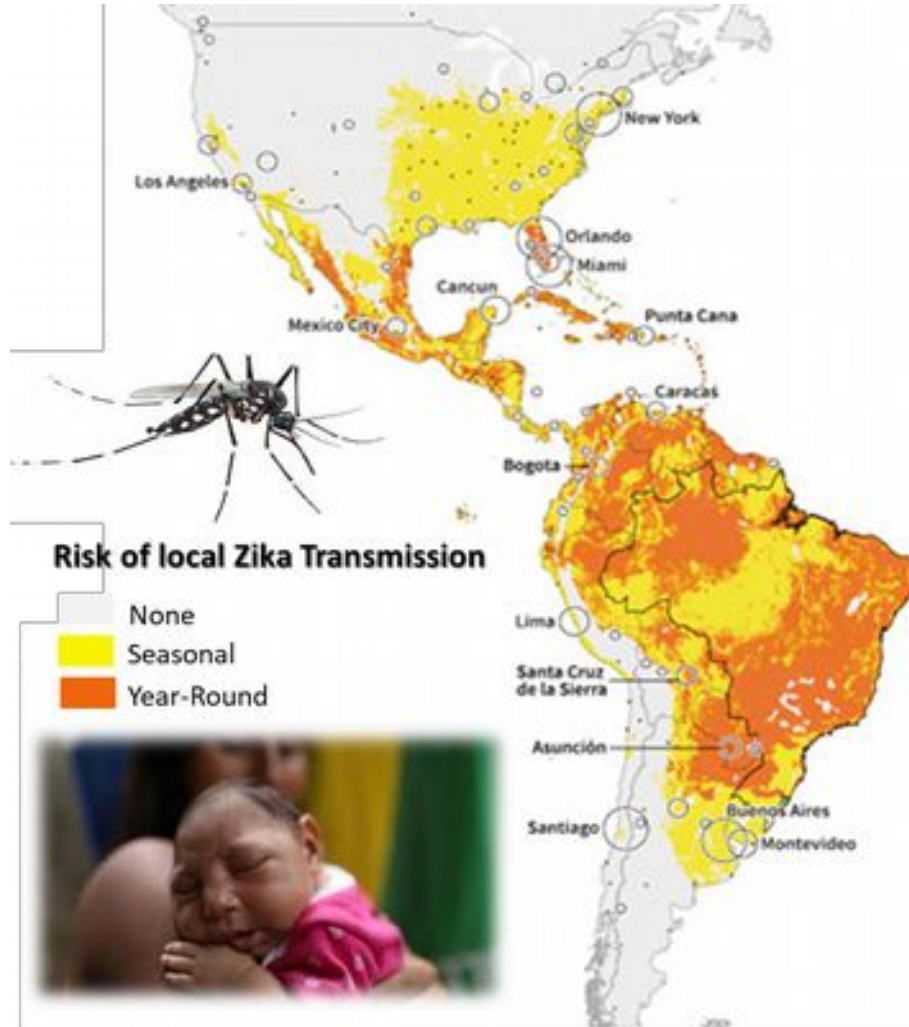 New York
Los Angeles
Orlando
Miami
Cancun
Mexico City
Punta Cana
Caracas
Bogota
Risk of local Zika Transmission
None
Seasonal
Year-Round
Lima
Santa Cruz
de la Sierra
Asunción
Buenos Aires
Santiago
Montevideo